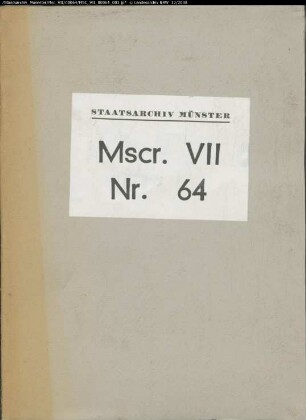 STAATSARCHIV MÜNSTER
Mscr. VII
Nr. 64